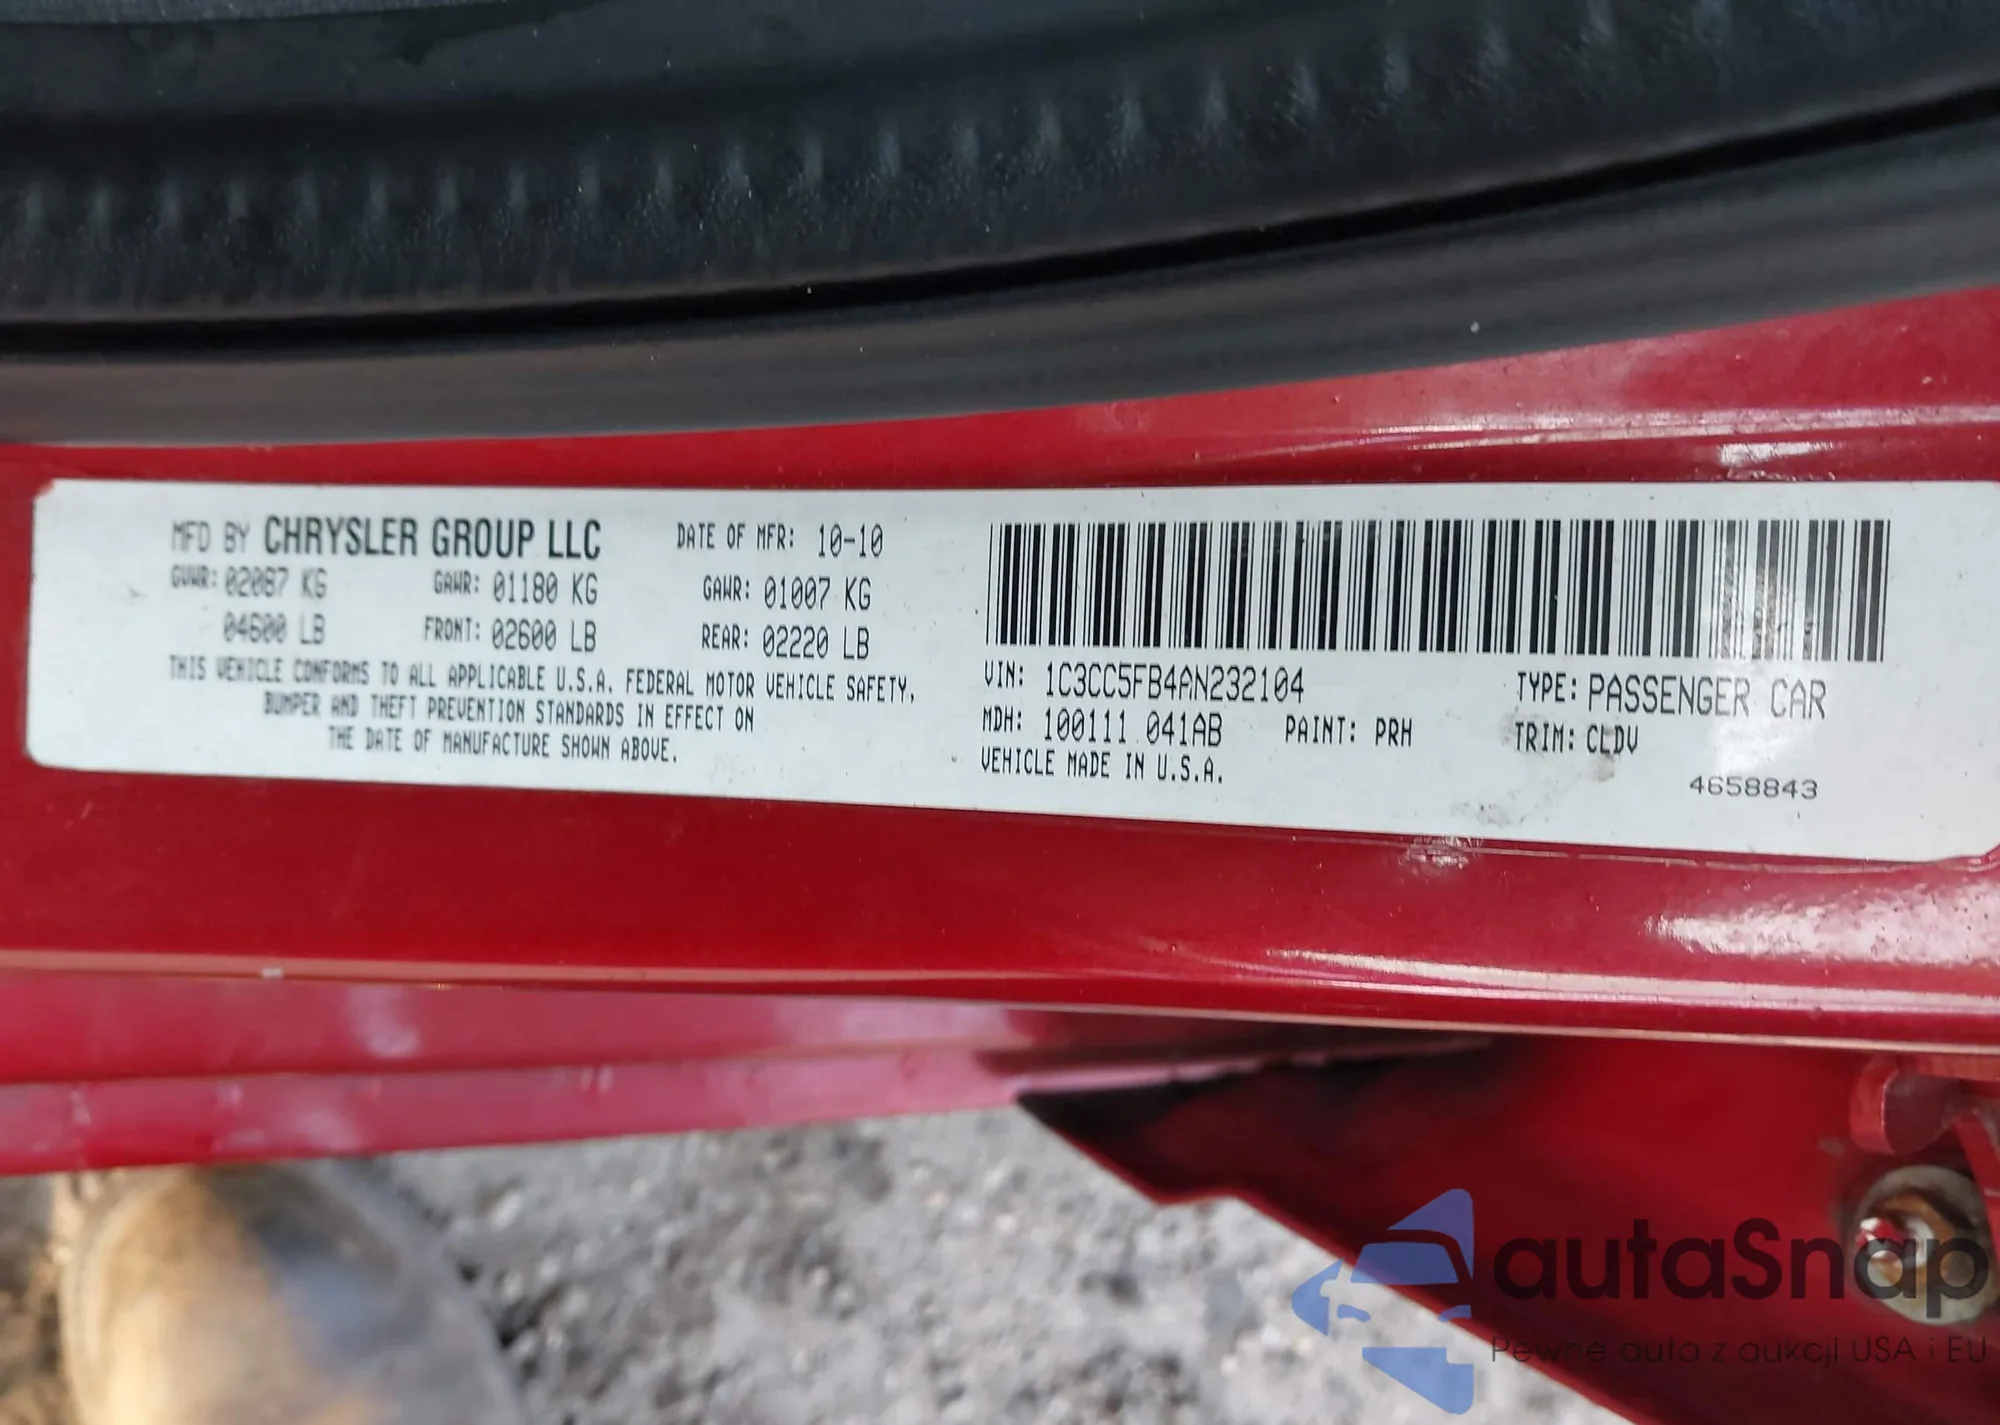 MFD BY CHRYSLER GROUP LLC DATE OF MFR: 10-10
GVWR: 02087 KG GAWR: 01180 KG GAWR: 01007 KG
04600 LB FRONT: 02600 LB REAR: 02220 LB
THIS VEHICLE CONFORMS TO ALL APPLICABLE U.S.A. FEDERAL MOTOR VEHICLE SAFETY,
BUMPER AND THEFT PREVENTION STANDARDS IN EFFECT ON
THE DATE OF MANUFACTURE SHOWN ABOVE.
VIN: 1C3CC5FB4AN232104 TYPE: PASSENGER CAR
MDH: 100111 041AB PAINT: PRH TRIM: CLDV
VEHICLE MADE IN U.S.A.
4658843
autaSnap
Pewne auta z aukcji USA i EU